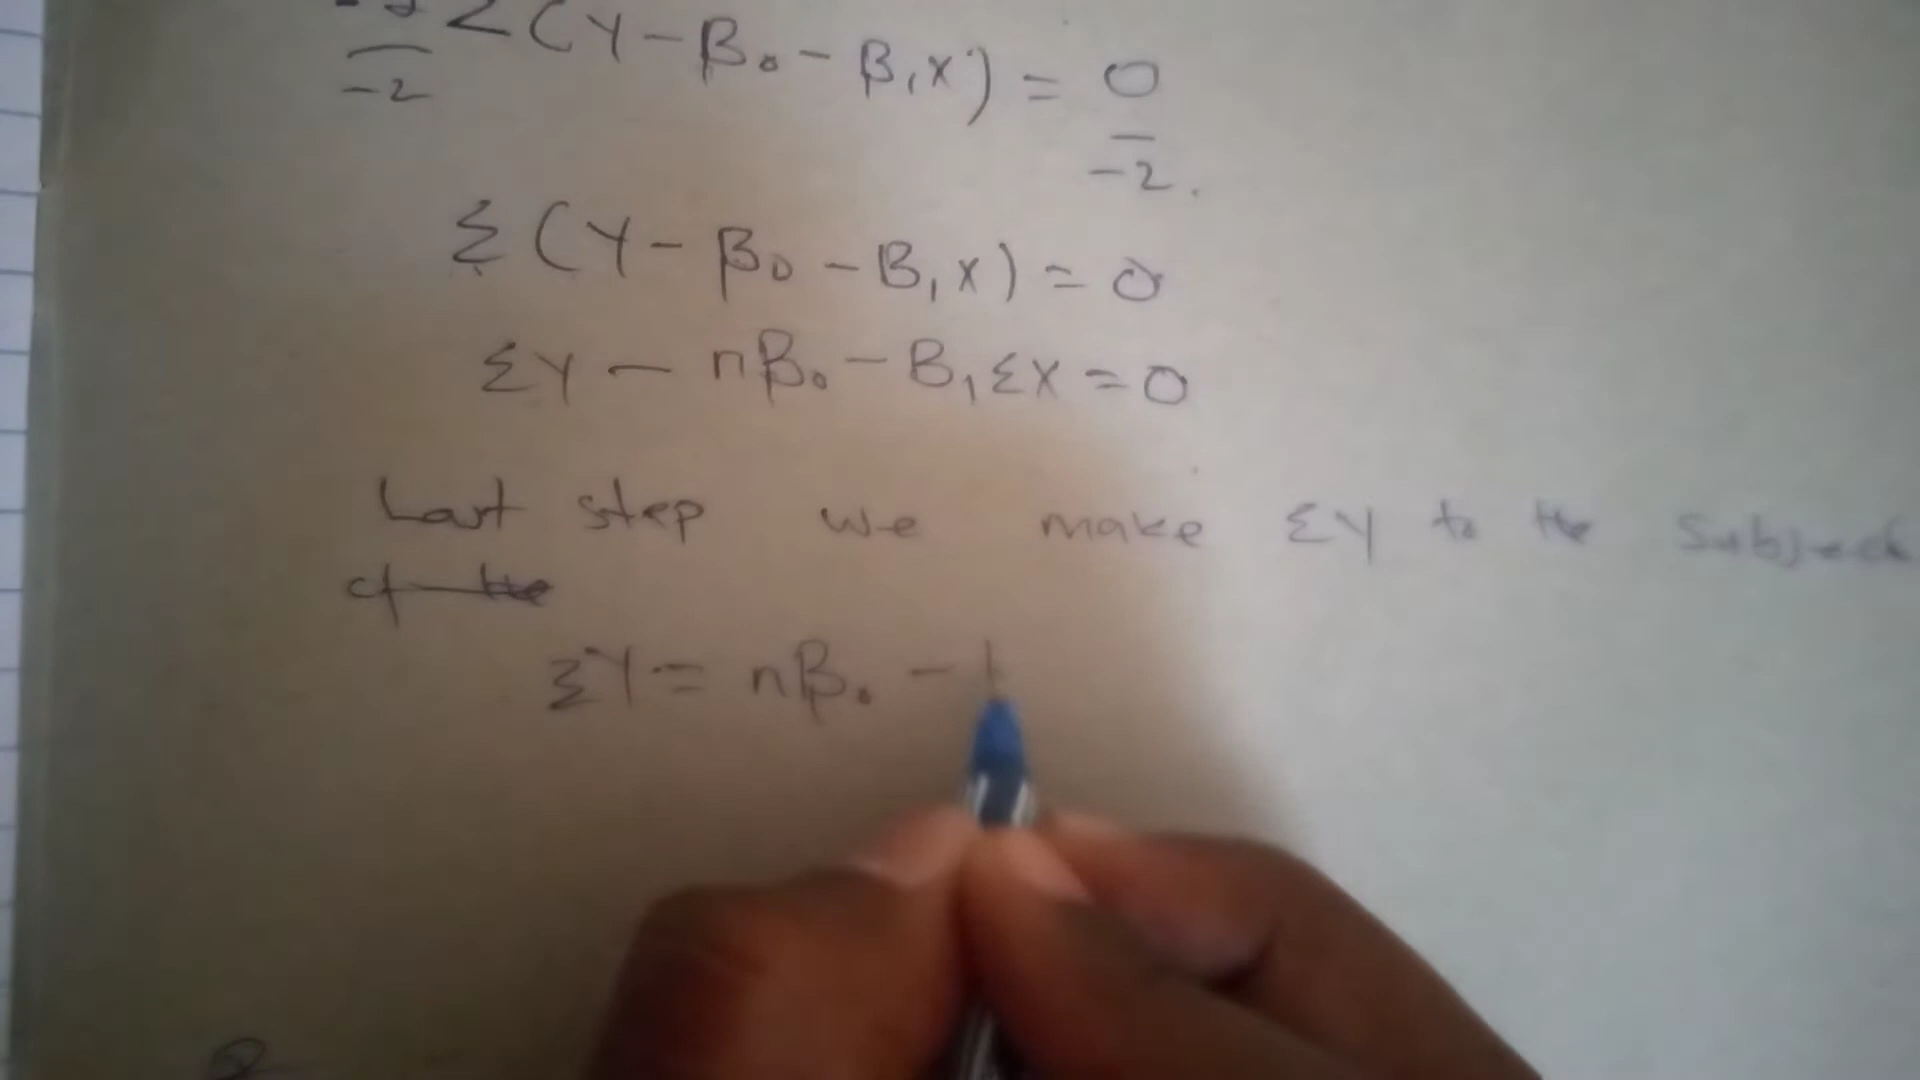 Σ(Y - β₀ - β₁x) = 0
-2 -2.
Σ(Y - β₀ - B₁x) = 0
ΣY - nβ₀ - B₁ΣX = 0
Last step we make ΣY to the Subject
of the
ΣY = nβ₀ -